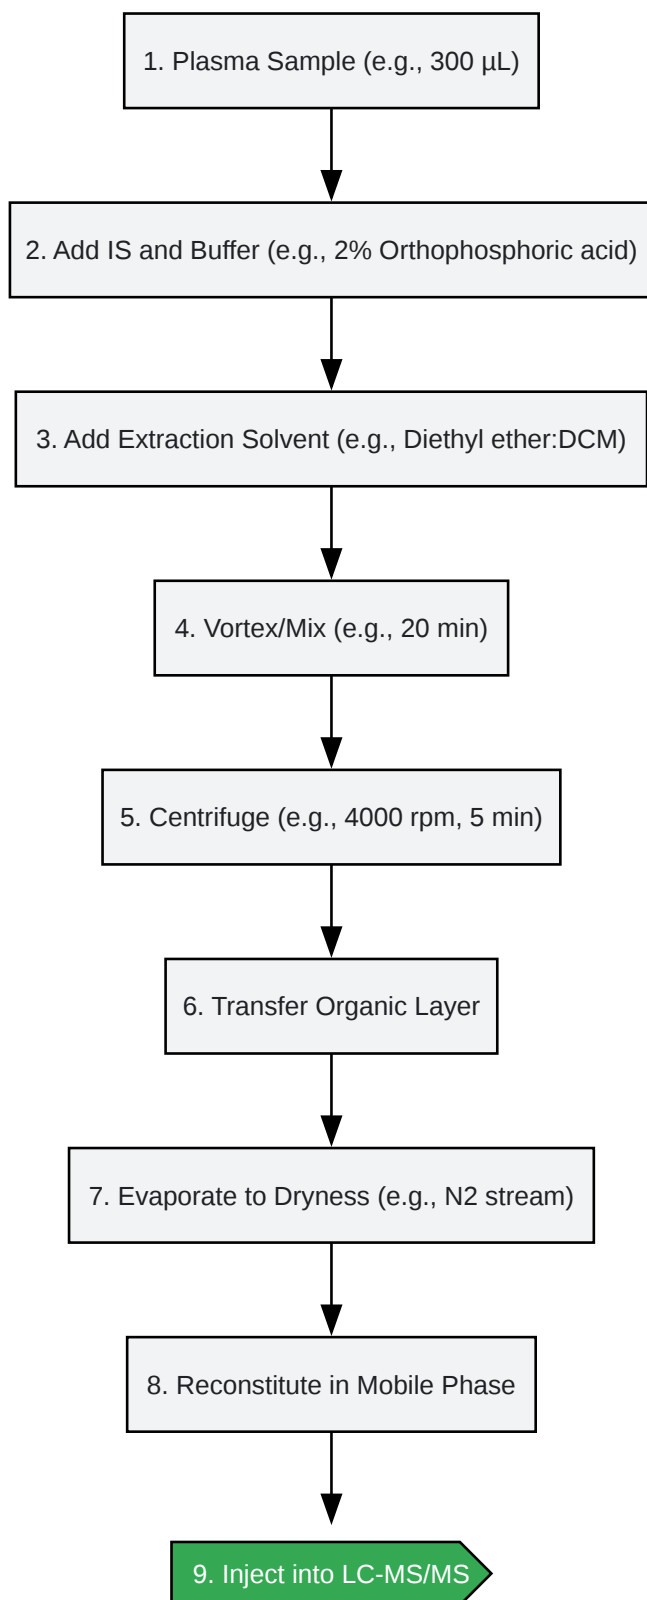 1. Plasma Sample (e.g., 300 µL)
2. Add IS and Buffer (e.g., 2% Orthophosphoric acid)
3. Add Extraction Solvent (e.g., Diethyl ether:DCM)
4. Vortex/Mix (e.g., 20 min)
5. Centrifuge (e.g., 4000 rpm, 5 min)
6. Transfer Organic Layer
7. Evaporate to Dryness (e.g., N2 stream)
8. Reconstitute in Mobile Phase
9. Inject into LC-MS/MS